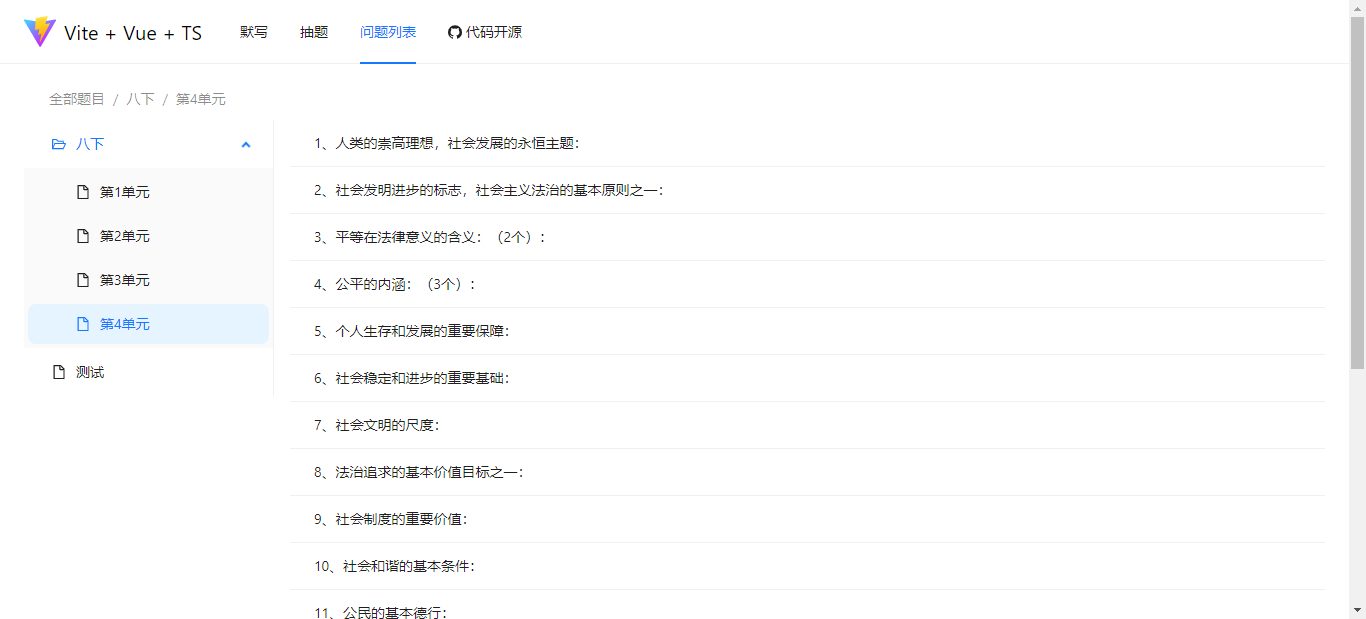 Vite + Vue + TS 默写 抽题 问题列表 代码开源
全部题目 / 八下 / 第4单元
八下
第1单元
第2单元
第3单元
第4单元
测试
1、人类的崇高理想，社会发展的永恒主题：
2、社会发明进步的标志，社会主义法治的基本原则之一：
3、平等在法律意义的含义：（2个）：
4、公平的内涵：（3个）：
5、个人生存和发展的重要保障：
6、社会稳定和进步的重要基础：
7、社会文明的尺度：
8、法治追求的基本价值目标之一：
9、社会制度的重要价值：
10、社会和谐的基本条件：
11、公民的基本德行：